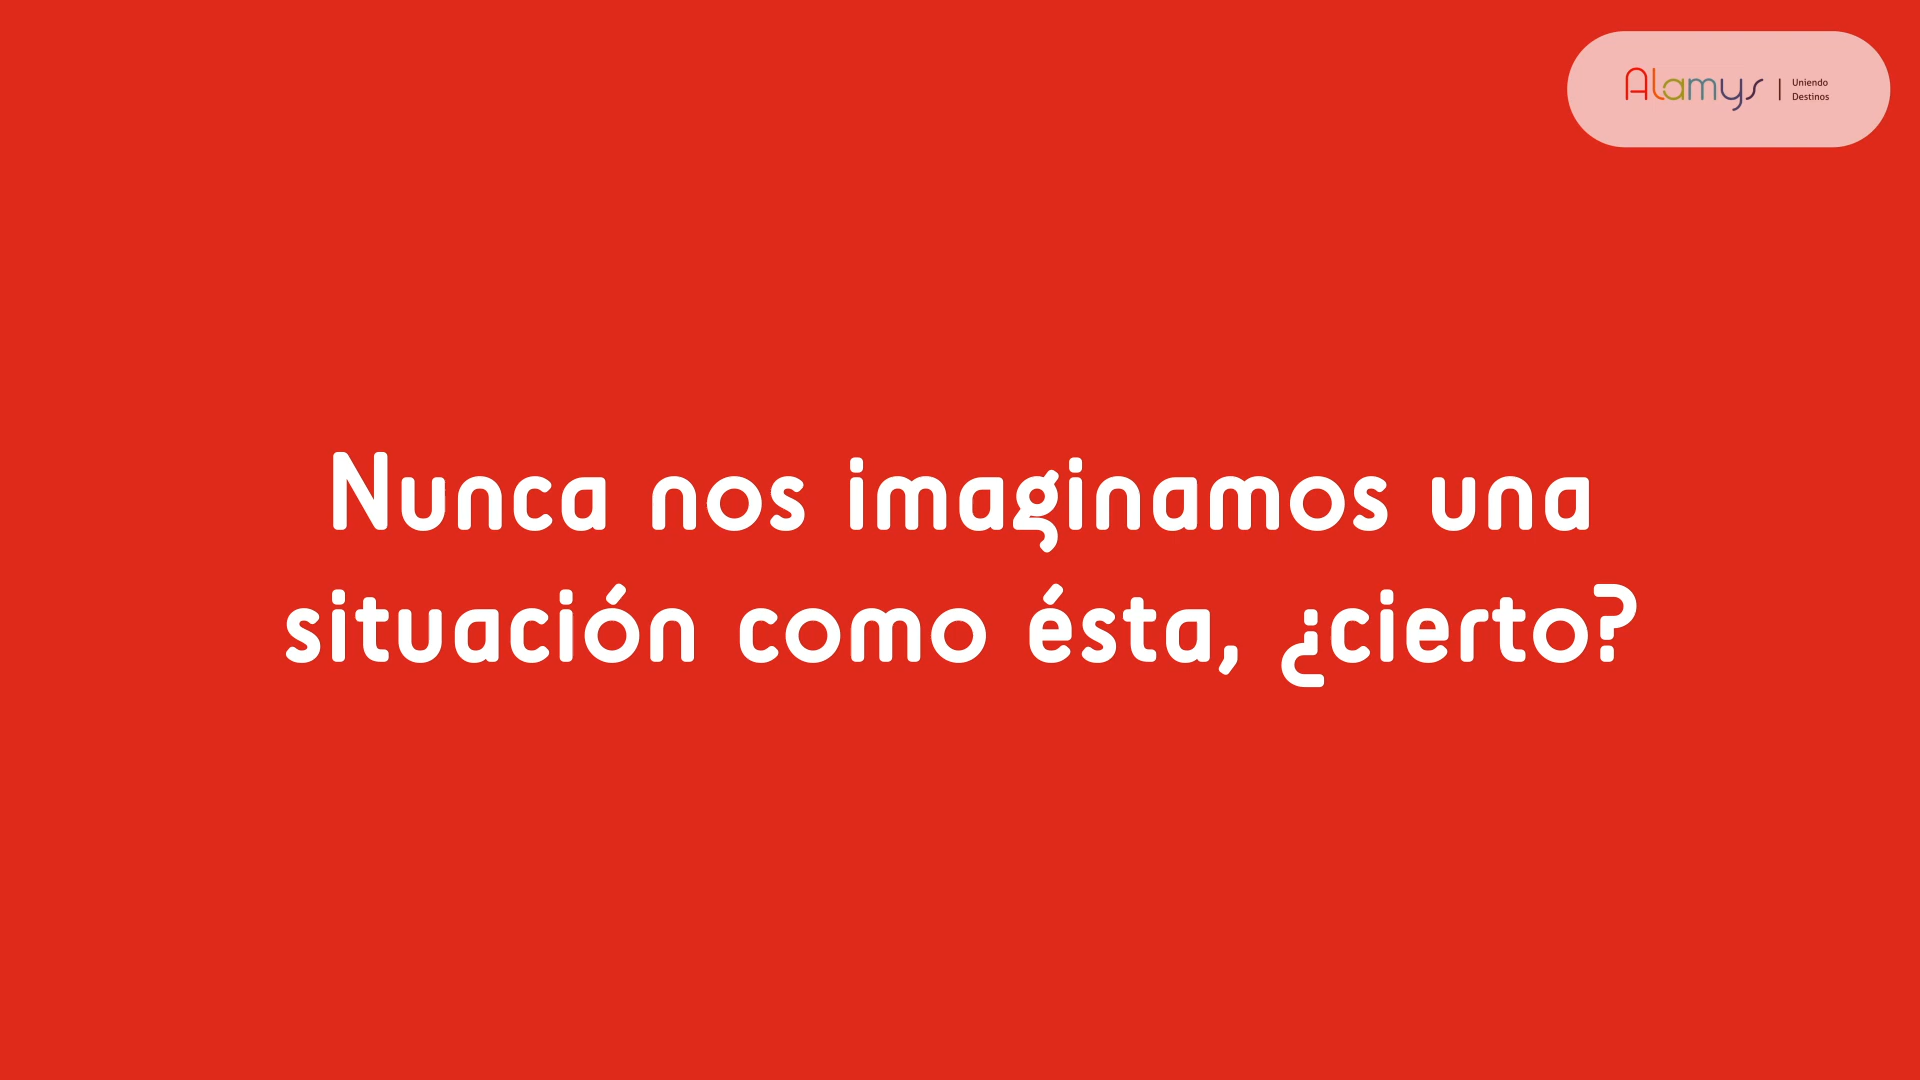 Alamys
Uniendo
Destinos
Nunca nos imaginamos una
situación como ésta, ¿cierto?